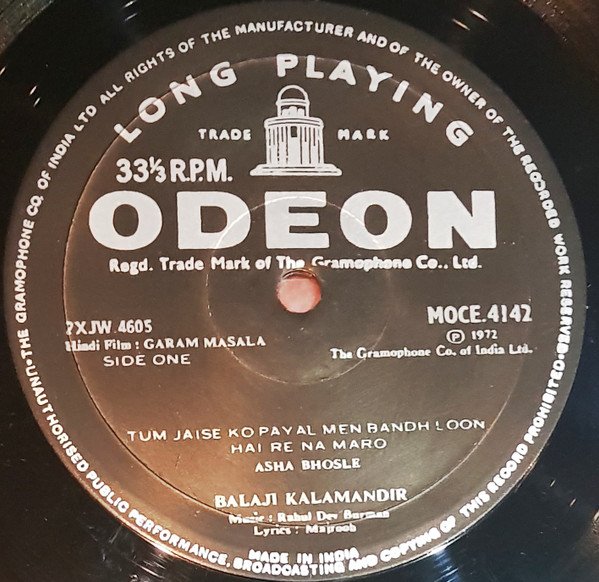 U·THE GRAMOPHONE CO. OF INDIA LTD ALL RIGHTS OF THE MANUFACTURER AND OF THE OWNER OF THE RECORDED WORK RESERVED
UNAUTHORISED PUBLIC PERFORMANCE, BROADCASTING AND COPYING OF THIS RECORD PROHIBITED·
LONG PLAYING
TRADE MARK
33⅓ R.P.M.
ODEON
Regd. Trade Mark of The Gramophone Co., Ltd.
2XJW.4605 MOCE.4142
Ⓟ 1972
Hindi Film : GARAM MASALA The Gramophone Co. of India Ltd.
SIDE ONE
TUM JAISE KO PAYAL MEN BANDH LOON
HAI RE NA MARO
ASHA BHOSLE
BALAJI KALAMANDIR
Music : Rahul Dev Burman
Lyrics : Majrooh
MADE IN INDIA